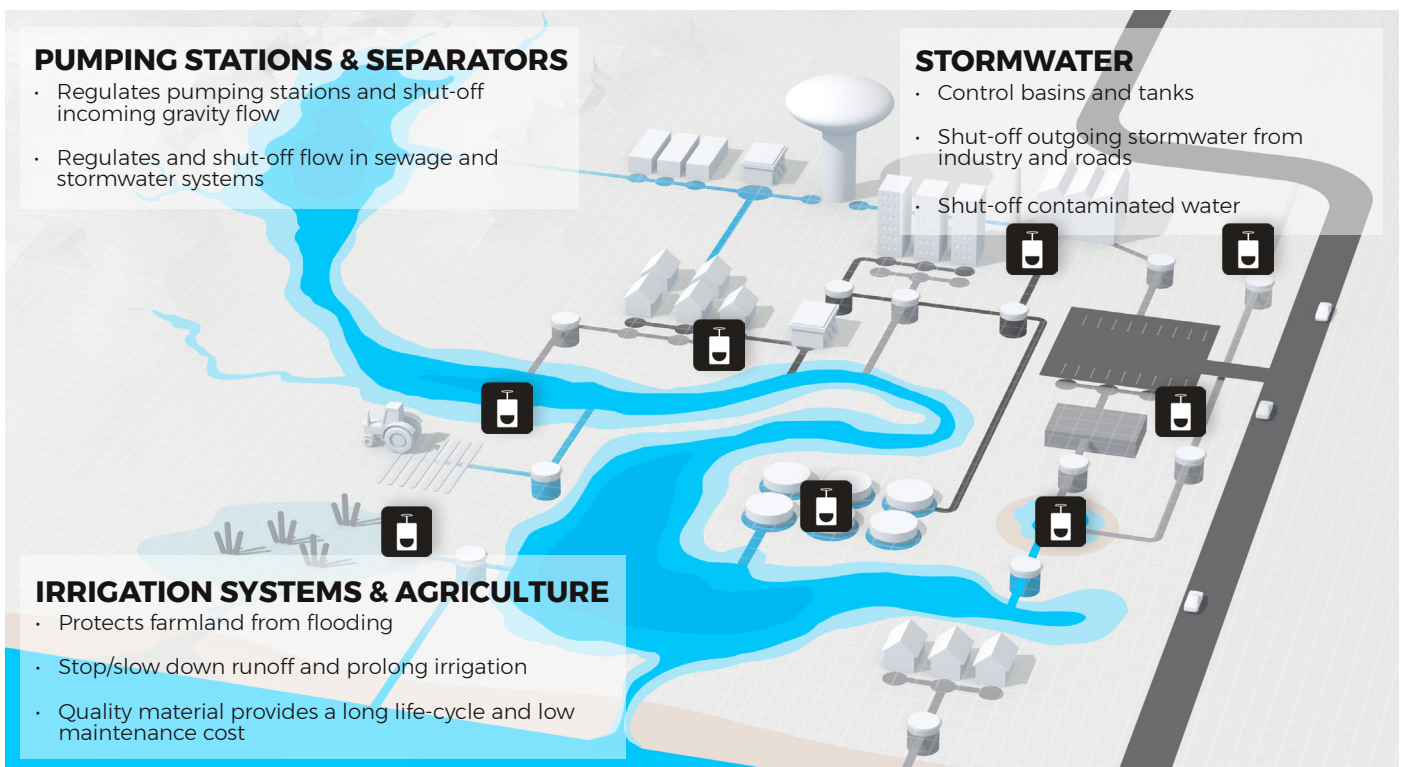 PUMPING STATIONS & SEPARATORS
• Regulates pumping stations and shut-off
incoming gravity flow
• Regulates and shut-off flow in sewage and
stormwater systems
STORMWATER
• Control basins and tanks
• Shut-off outgoing stormwater from
industry and roads
• Shut-off contaminated water
IRRIGATION SYSTEMS & AGRICULTURE
• Protects farmland from flooding
• Stop/slow down runoff and prolong irrigation
• Quality material provides a long life-cycle and low
maintenance cost